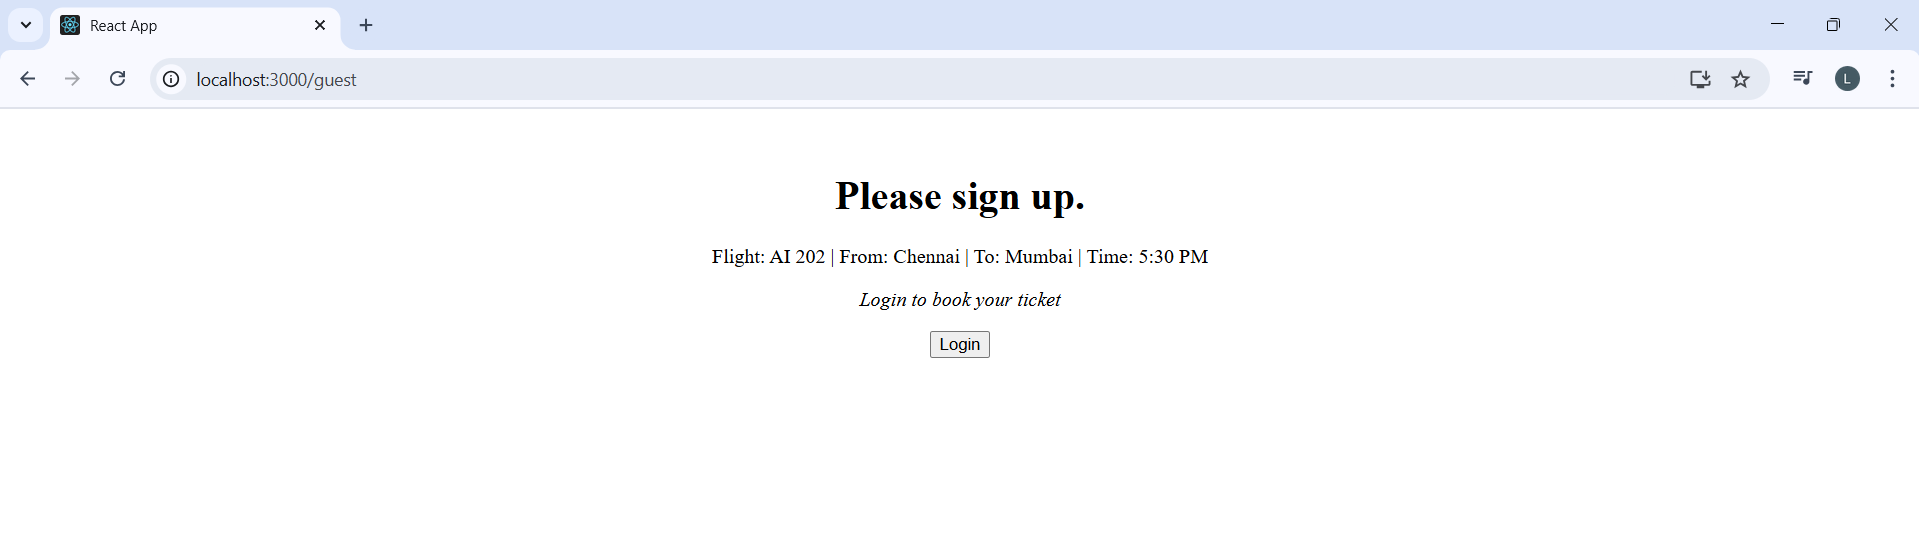 React App
localhost:3000/guest
L
Please sign up.
Flight: AI 202 | From: Chennai | To: Mumbai | Time: 5:30 PM
Login to book your ticket
Login